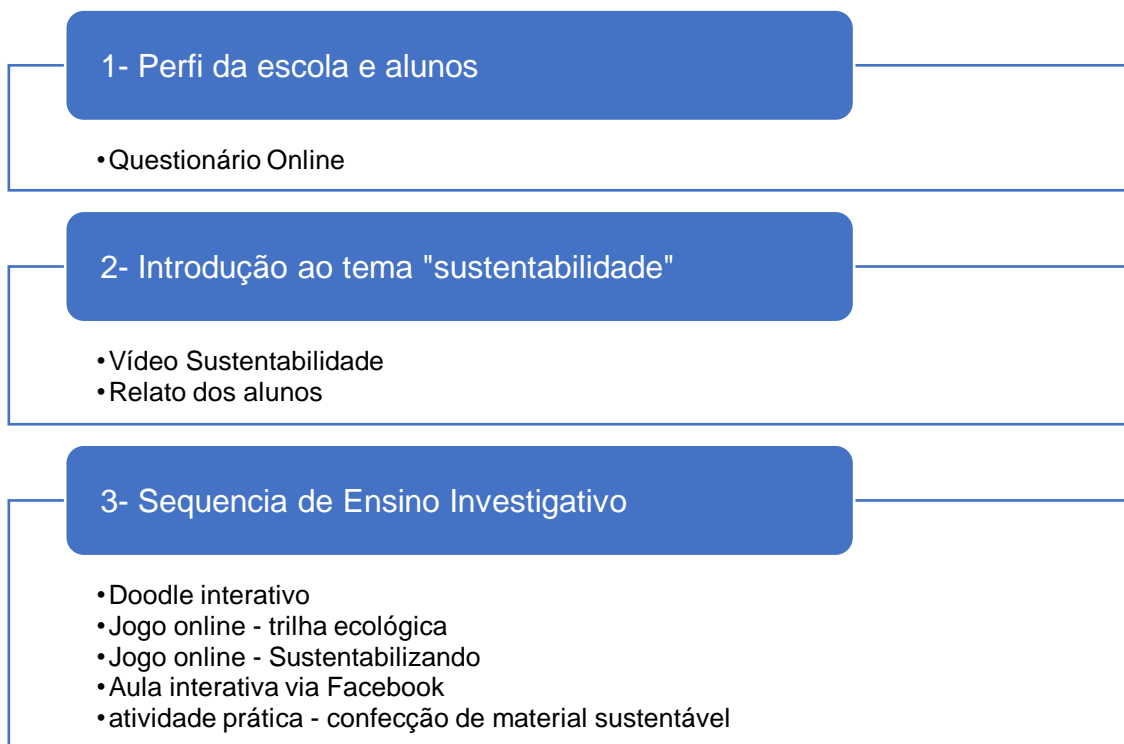 1- Perfi da escola e alunos
•Questionário Online
2- Introdução ao tema "sustentabilidade"
•Vídeo Sustentabilidade
•Relato dos alunos
3- Sequencia de Ensino Investigativo
•Doodle interativo
•Jogo online - trilha ecológica
•Jogo online - Sustentabilizando
•Aula interativa via Facebook
•atividade prática - confecção de material sustentável